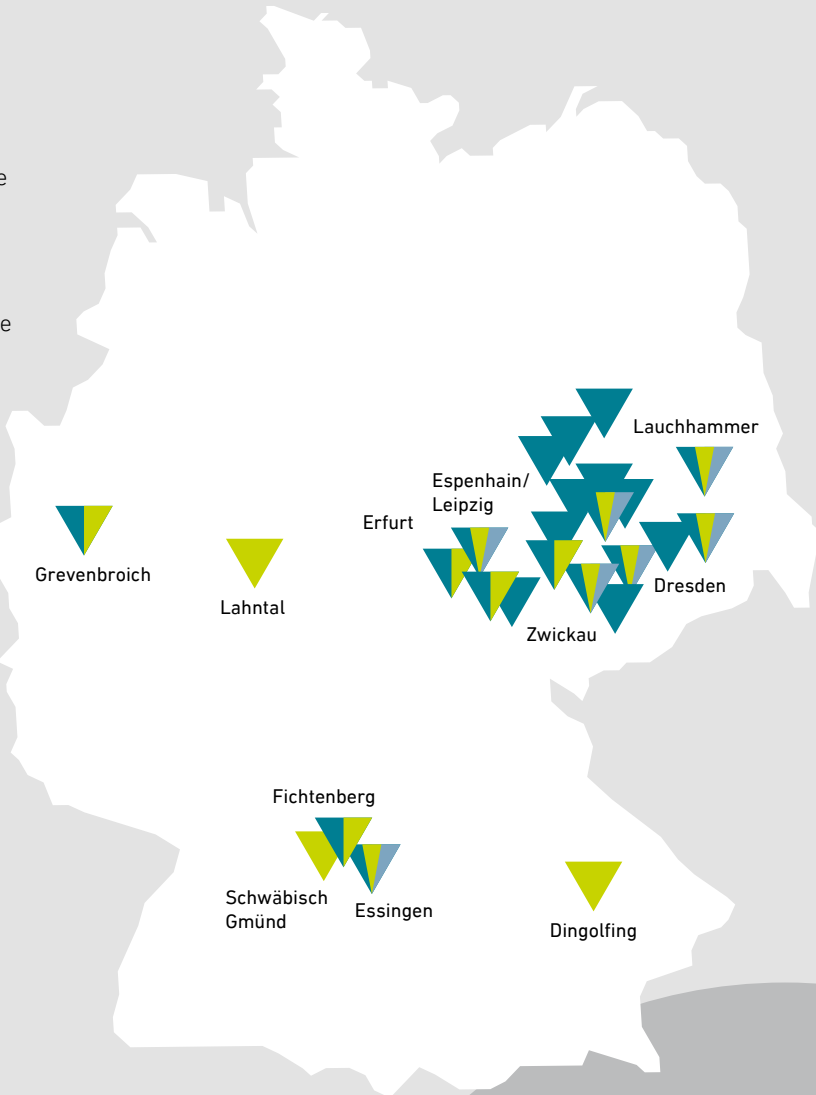 e
e
Lauchhammer
Espenhain/
Leipzig
Erfurt
Grevenbroich
Dresden
Lahntal
Zwickau
Fichtenberg
Schwäbisch
Gmünd
Essingen
Dingolfing